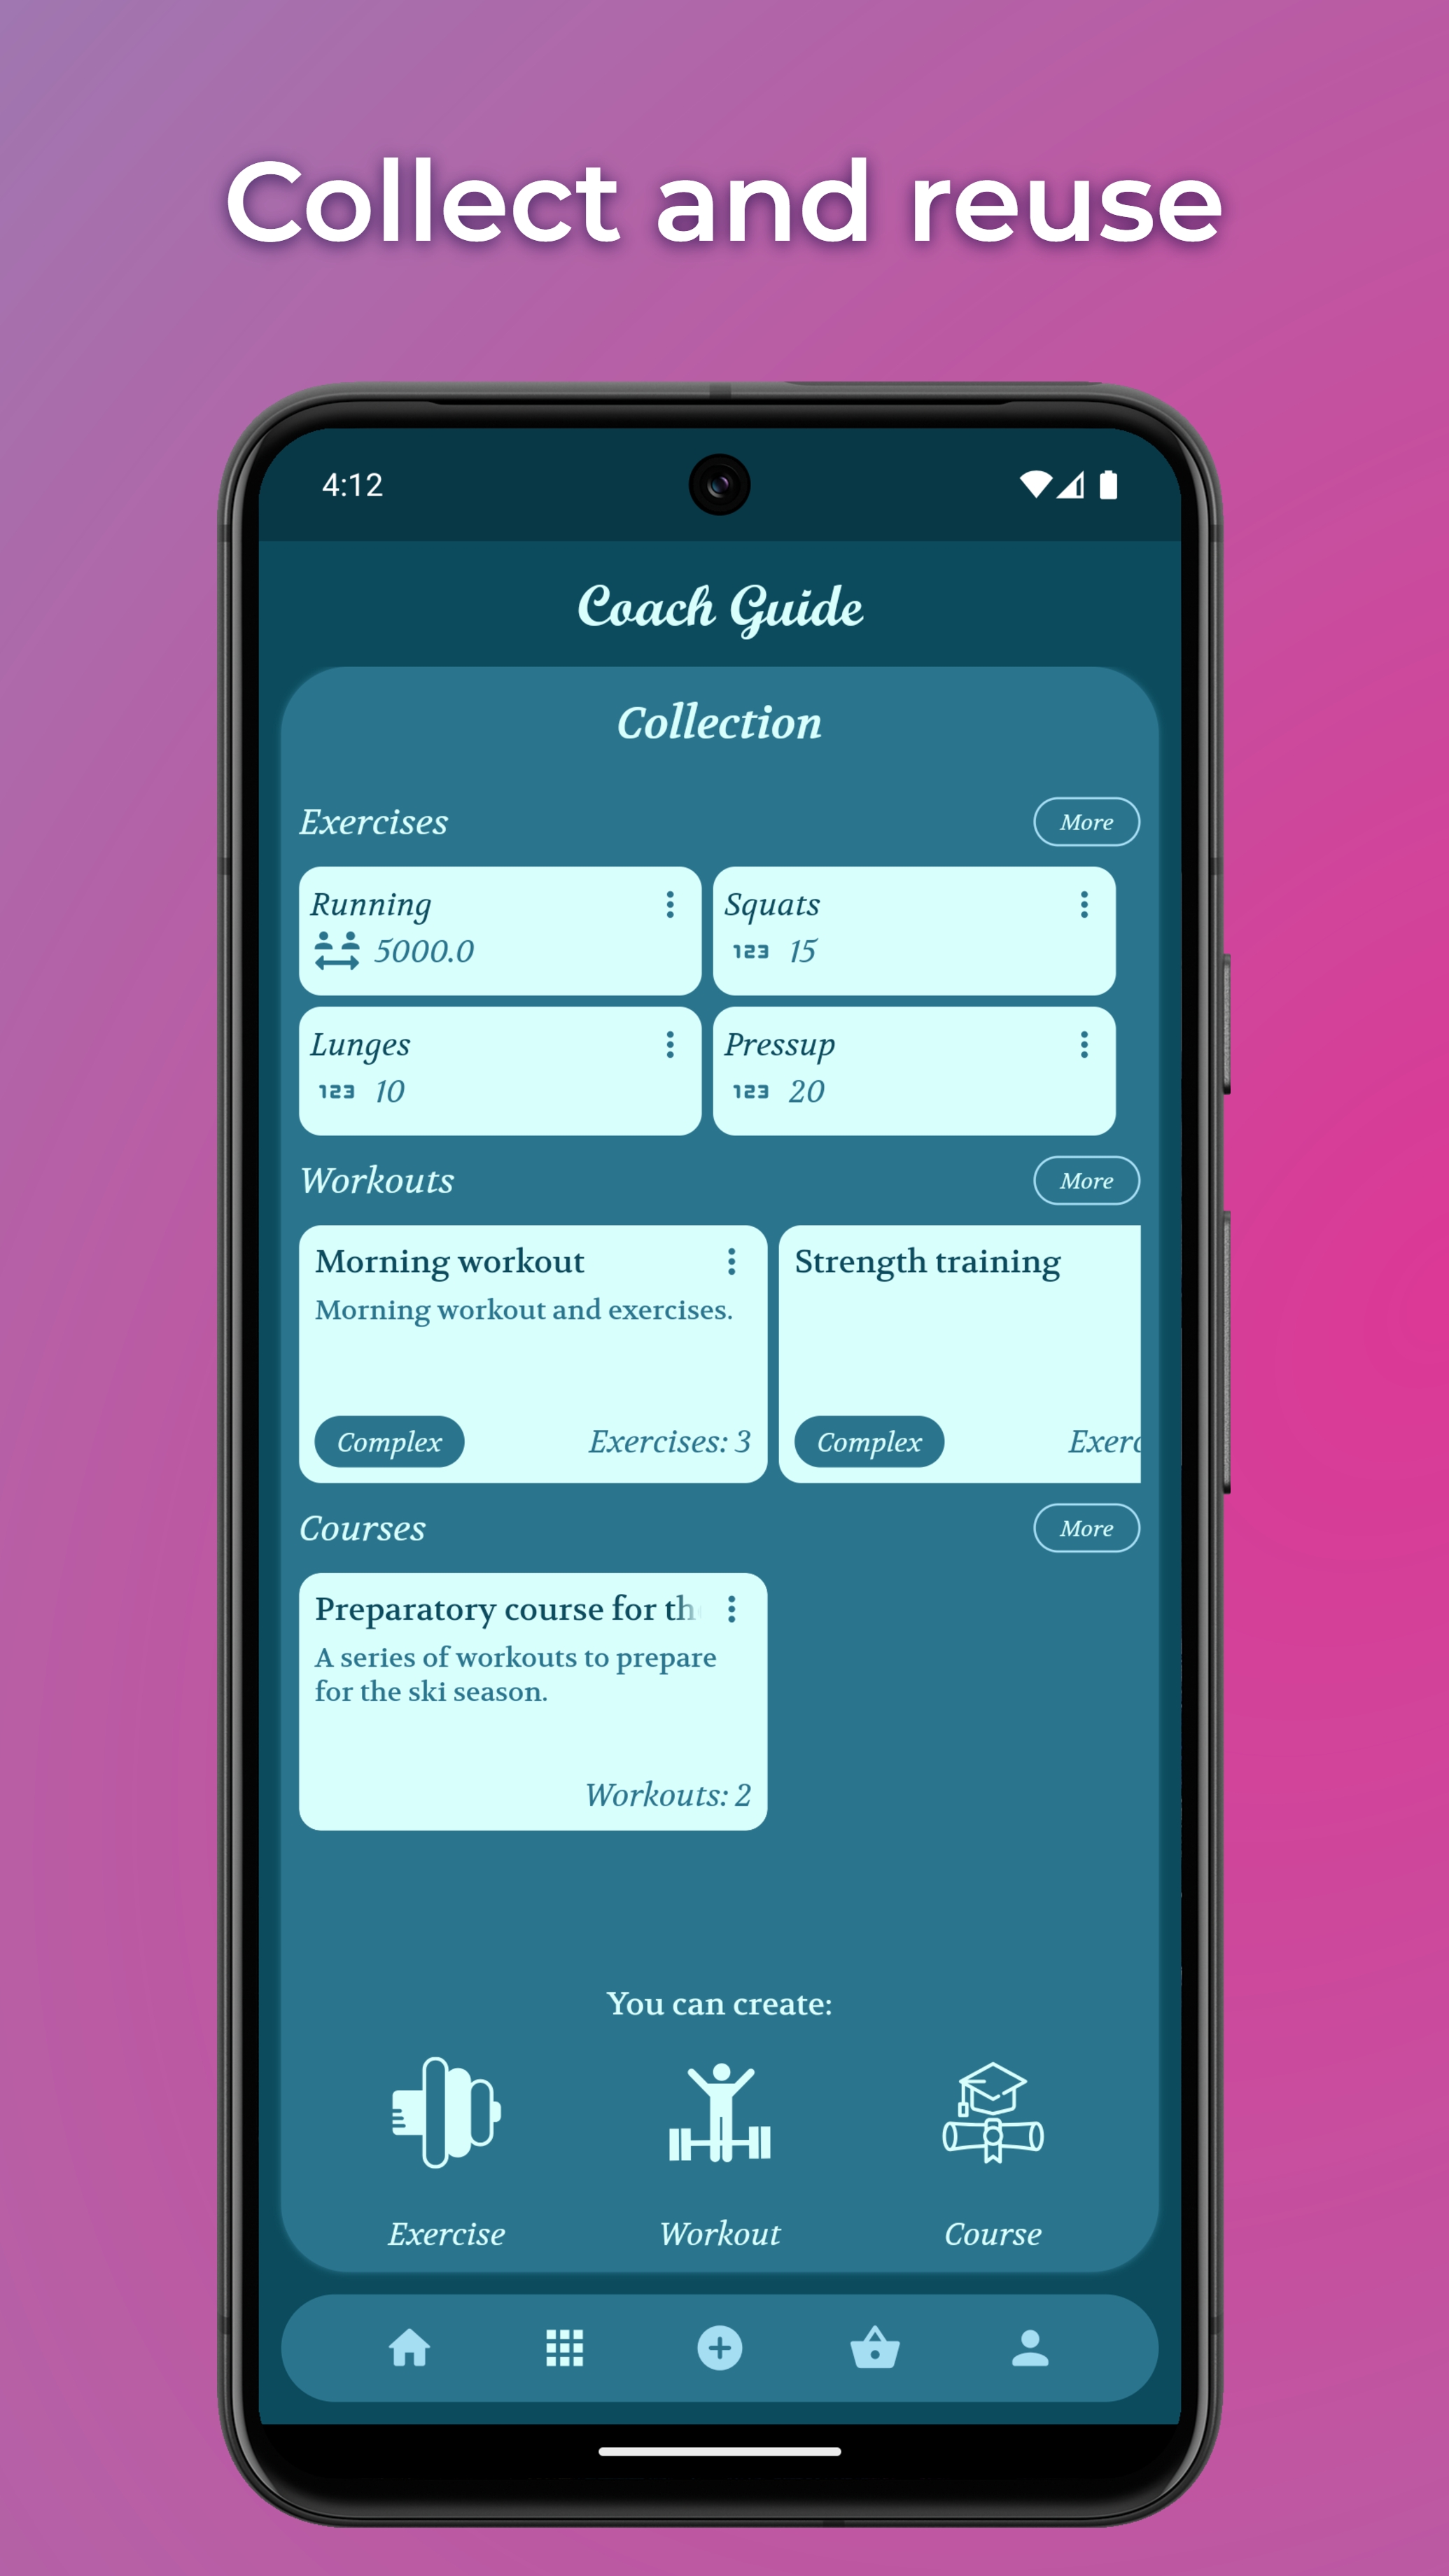 Collect and reuse
4:12
Coach Guide
Collection
Exercises
More
Running
5000.0
Squats
123 15
Lunges
123 10
Pressup
123 20
Workouts
More
Morning workout
Morning workout and exercises.
Complex
Exercises: 3
Strength training
Complex
Exerc
Courses
More
Preparatory course for the
A series of workouts to prepare
for the ski season.
Workouts: 2
You can create:
Exercise
Workout
Course